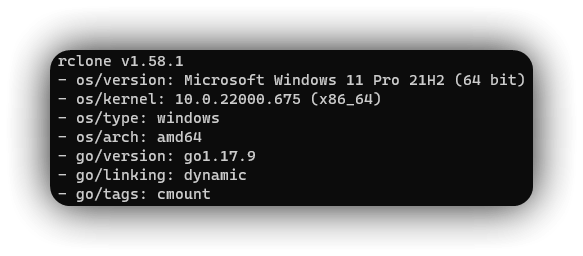 rclone v1.58.1
- os/version: Microsoft Windows 11 Pro 21H2 (64 bit)
- os/kernel: 10.0.22000.675 (x86_64)
- os/type: windows
- os/arch: amd64
- go/version: go1.17.9
- go/linking: dynamic
- go/tags: cmount